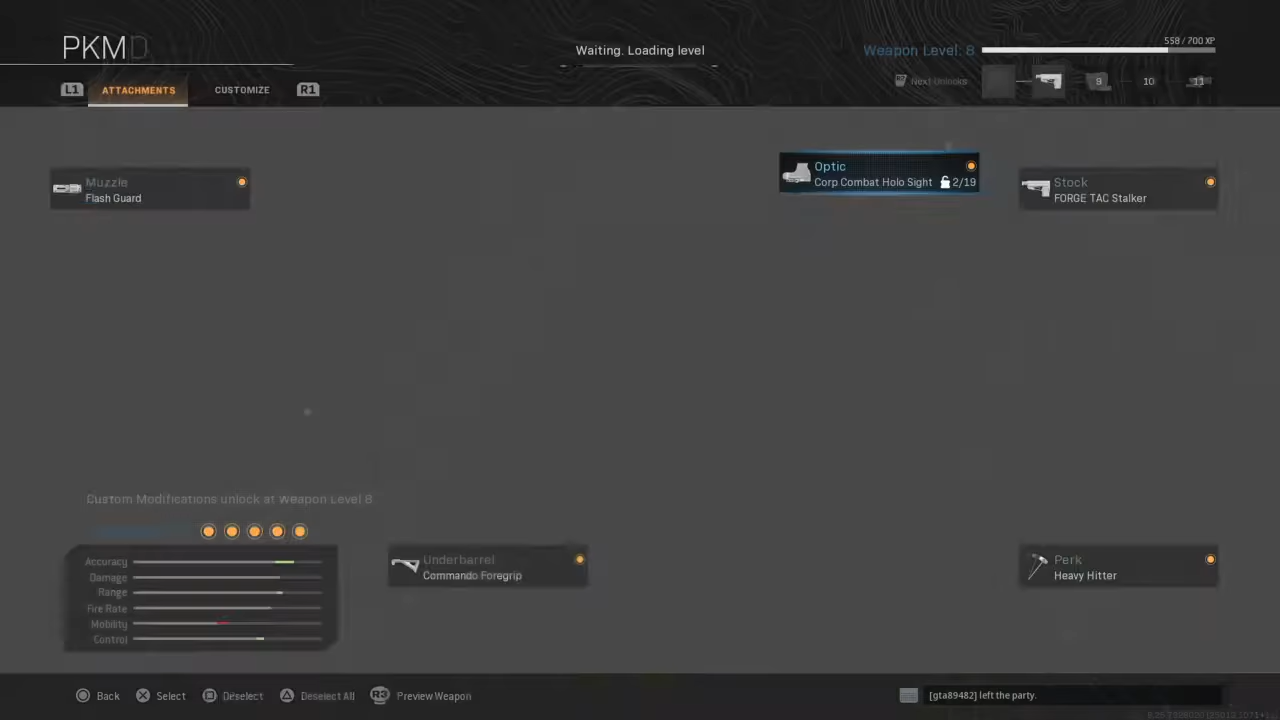 PKM
Waiting. Loading level
Weapon Level: 8
558 / 700 XP
L1
ATTACHMENTS
CUSTOMIZE
R1
Next Unlocks
9
10
11
Muzzle
Flash Guard
Optic
Corp Combat Holo Sight 2/19
Stock
FORGE TAC Stalker
Custom Modifications unlock at Weapon Level 8
Accuracy
Damage
Range
Fire Rate
Mobility
Control
Underbarrel
Commando Foregrip
Perk
Heavy Hitter
Back
Select
Deselect
Deselect All
R3 Preview Weapon
[gta89482] left the party.